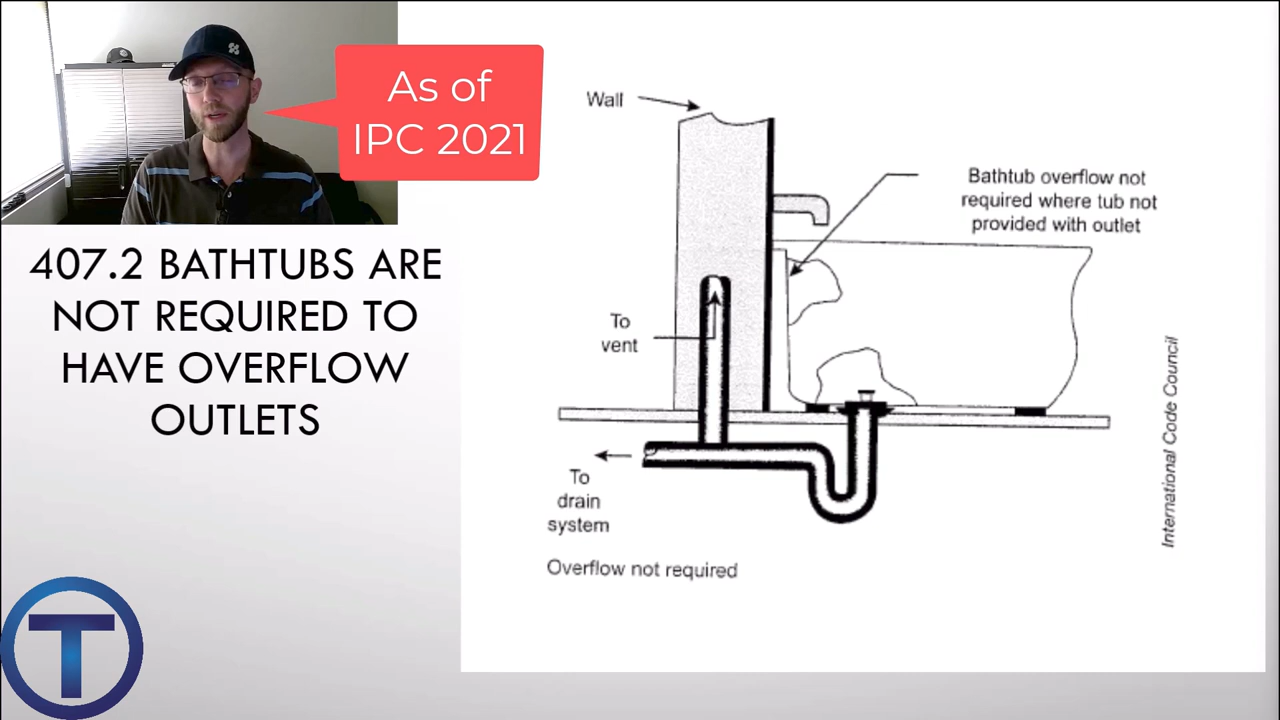 As of
IPC 2021
407.2 BATHTUBS ARE
NOT REQUIRED TO
HAVE OVERFLOW
OUTLETS
Wall
Bathtub overflow not
required where tub not
provided with outlet
To
vent
To
drain
system
Overflow not required
International Code Council
T